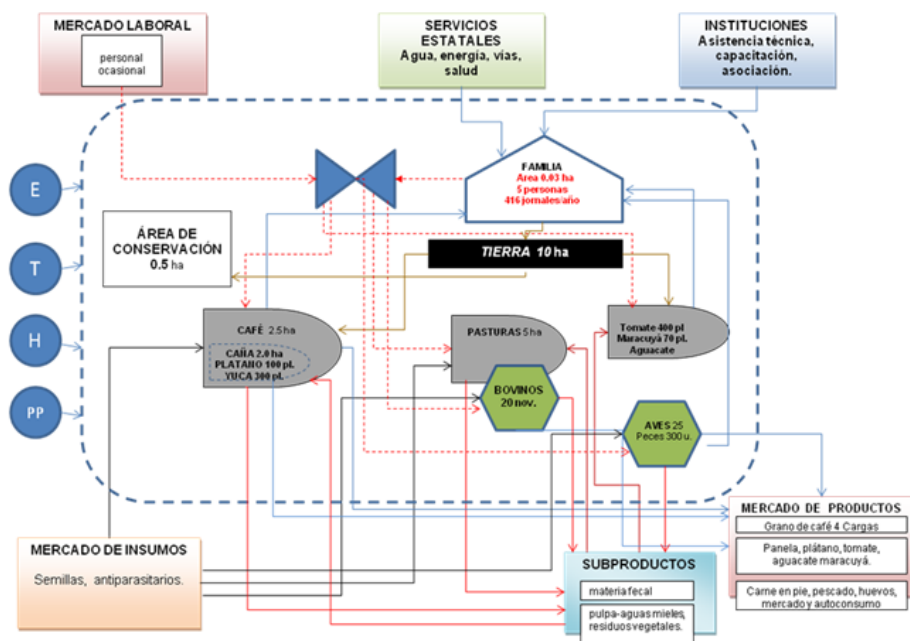 MERCADO LABORAL
personal
ocasional
SERVICIOS
ESTATALES
Agua, energía, vías,
salud
INSTITUCIONES
Asistencia técnica,
capacitación,
asociación.
E
T
H
PP
FAMILIA
Area 0.03 ha
5 personas
416 jornales/año
ÁREA DE
CONSERVACIÓN
0.5 ha
TIERRA 10 ha
CAFÉ 2.5 ha
CAÑA 2.0 ha
PLATANO 100 pl.
YUCA 300 pl.
PASTURAS 5 ha
BOVINOS
20 nov.
Tomate 400 pl
Maracuyá 70 pl.
Aguacate
AVES 25
Peces 300 u.
MERCADO DE INSUMOS
Semillas, antiparasitarios.
SUBPRODUCTOS
materia fecal
pulpa-aguas mieles,
residuos vegetales.
MERCADO DE PRODUCTOS
Grano de café 4 Cargas
Panela, plátano, tomate,
aguacate maracuyá.
Carne en pie, pescado, huevos,
mercado y autoconsumo